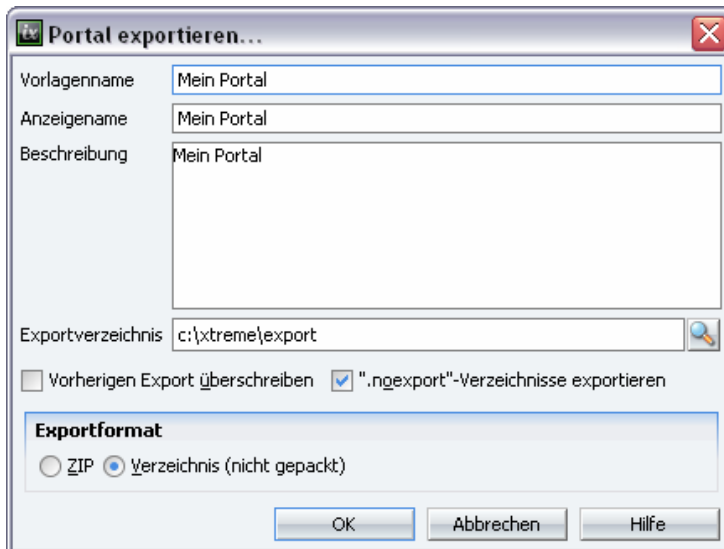 ix Portal exportieren...
Vorlagenname Mein Portal
Anzeigename Mein Portal
Beschreibung Mein Portal
Exportverzeichnis c:\xtreme\export
Vorherigen Export überschreiben ".noexport"-Verzeichnisse exportieren
Exportformat
ZIP Verzeichnis (nicht gepackt)
OK Abbrechen Hilfe